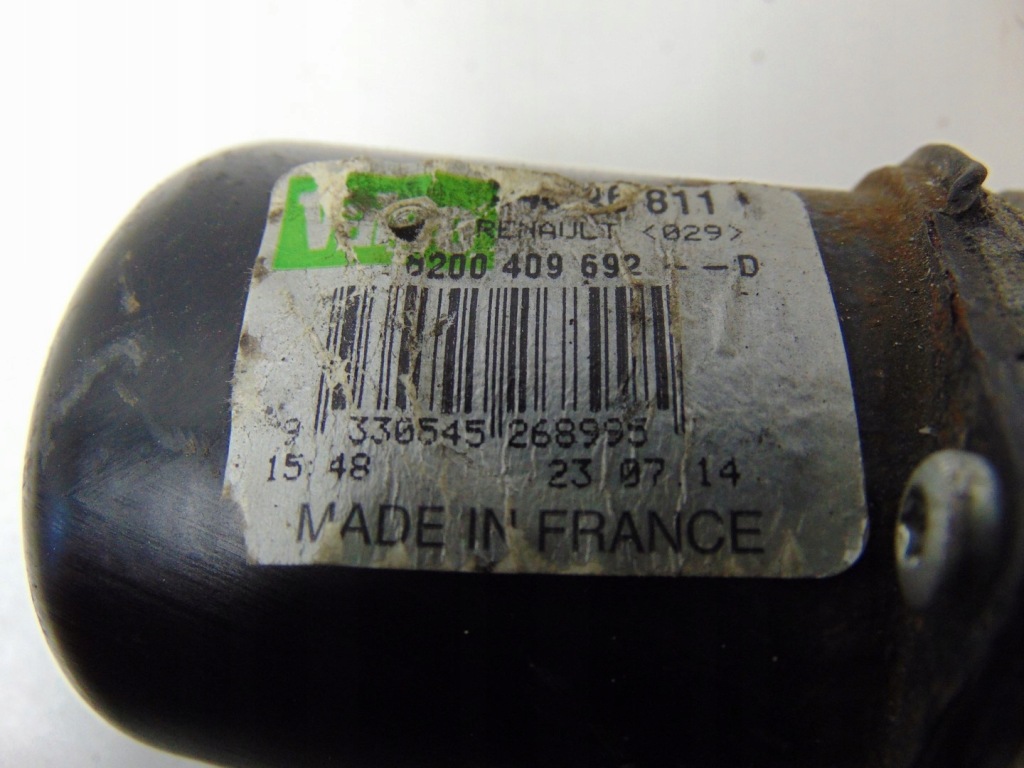 811
RENAULT <029>
8200 409 692 - - D
9 330545 268995
15:48 23.07.14
MADE IN FRANCE